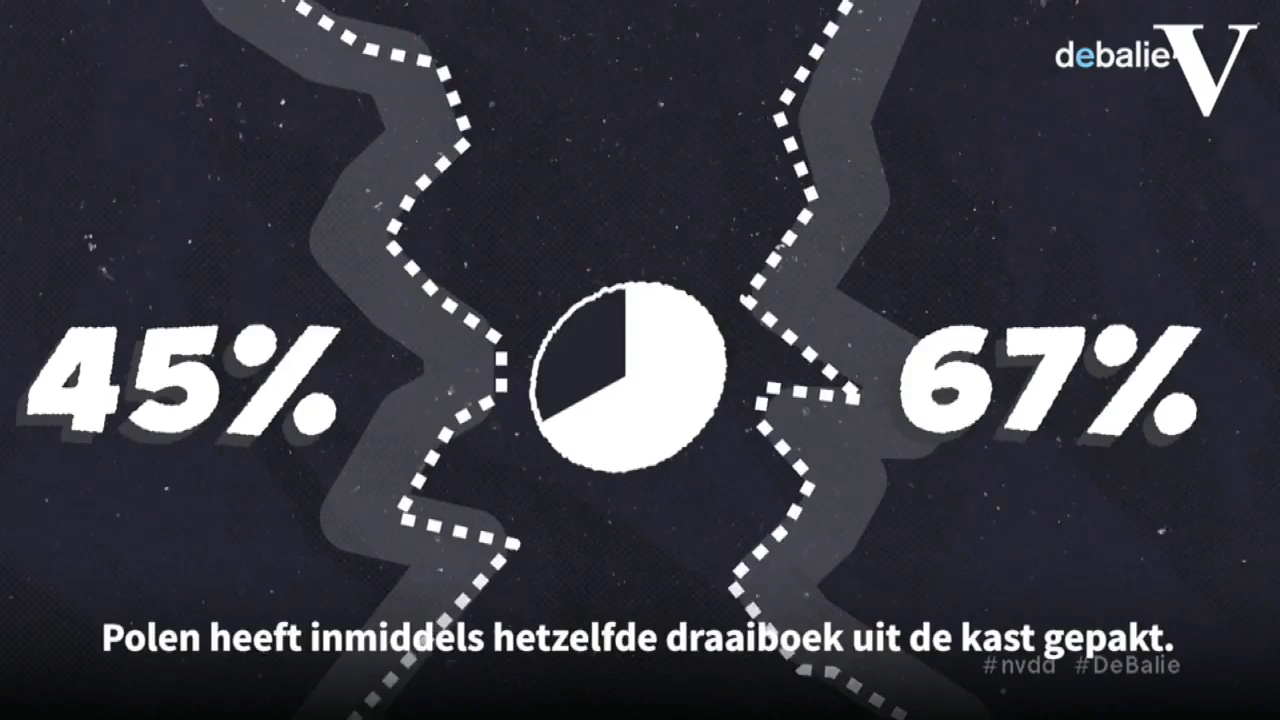 debalie V
45%
67%
Polen heeft inmiddels hetzelfde draaiboek uit de kast gepakt.
#nvdd #DeBalie